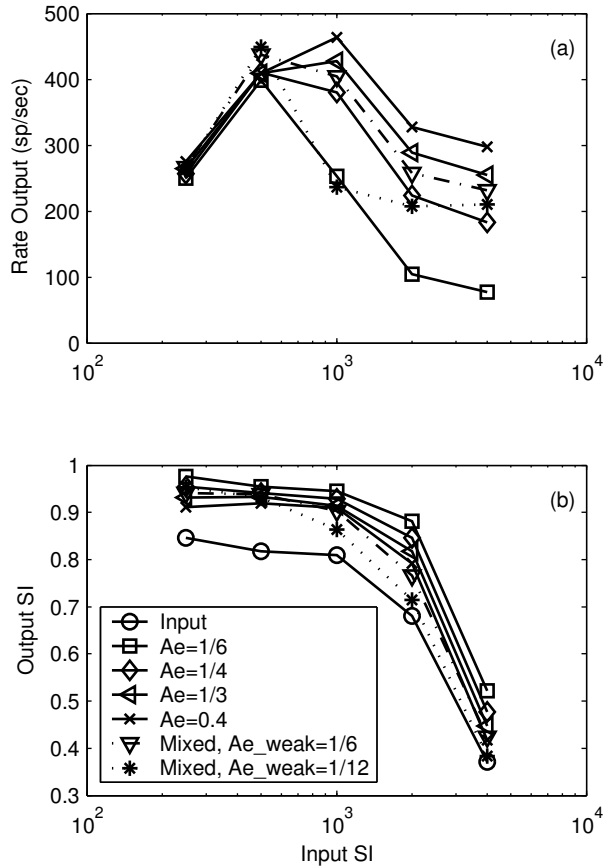 500
(a)
400
300
200
100
0
Rate Output (sp/sec)
10^2
10^3
10^4
1
(b)
0.9
0.8
0.7
0.6
0.5
0.4
0.3
Output SI
Input
Ae=1/6
Ae=1/4
Ae=1/3
Ae=0.4
Mixed, Ae_weak=1/6
Mixed, Ae_weak=1/12
10^2
10^3
10^4
Input SI